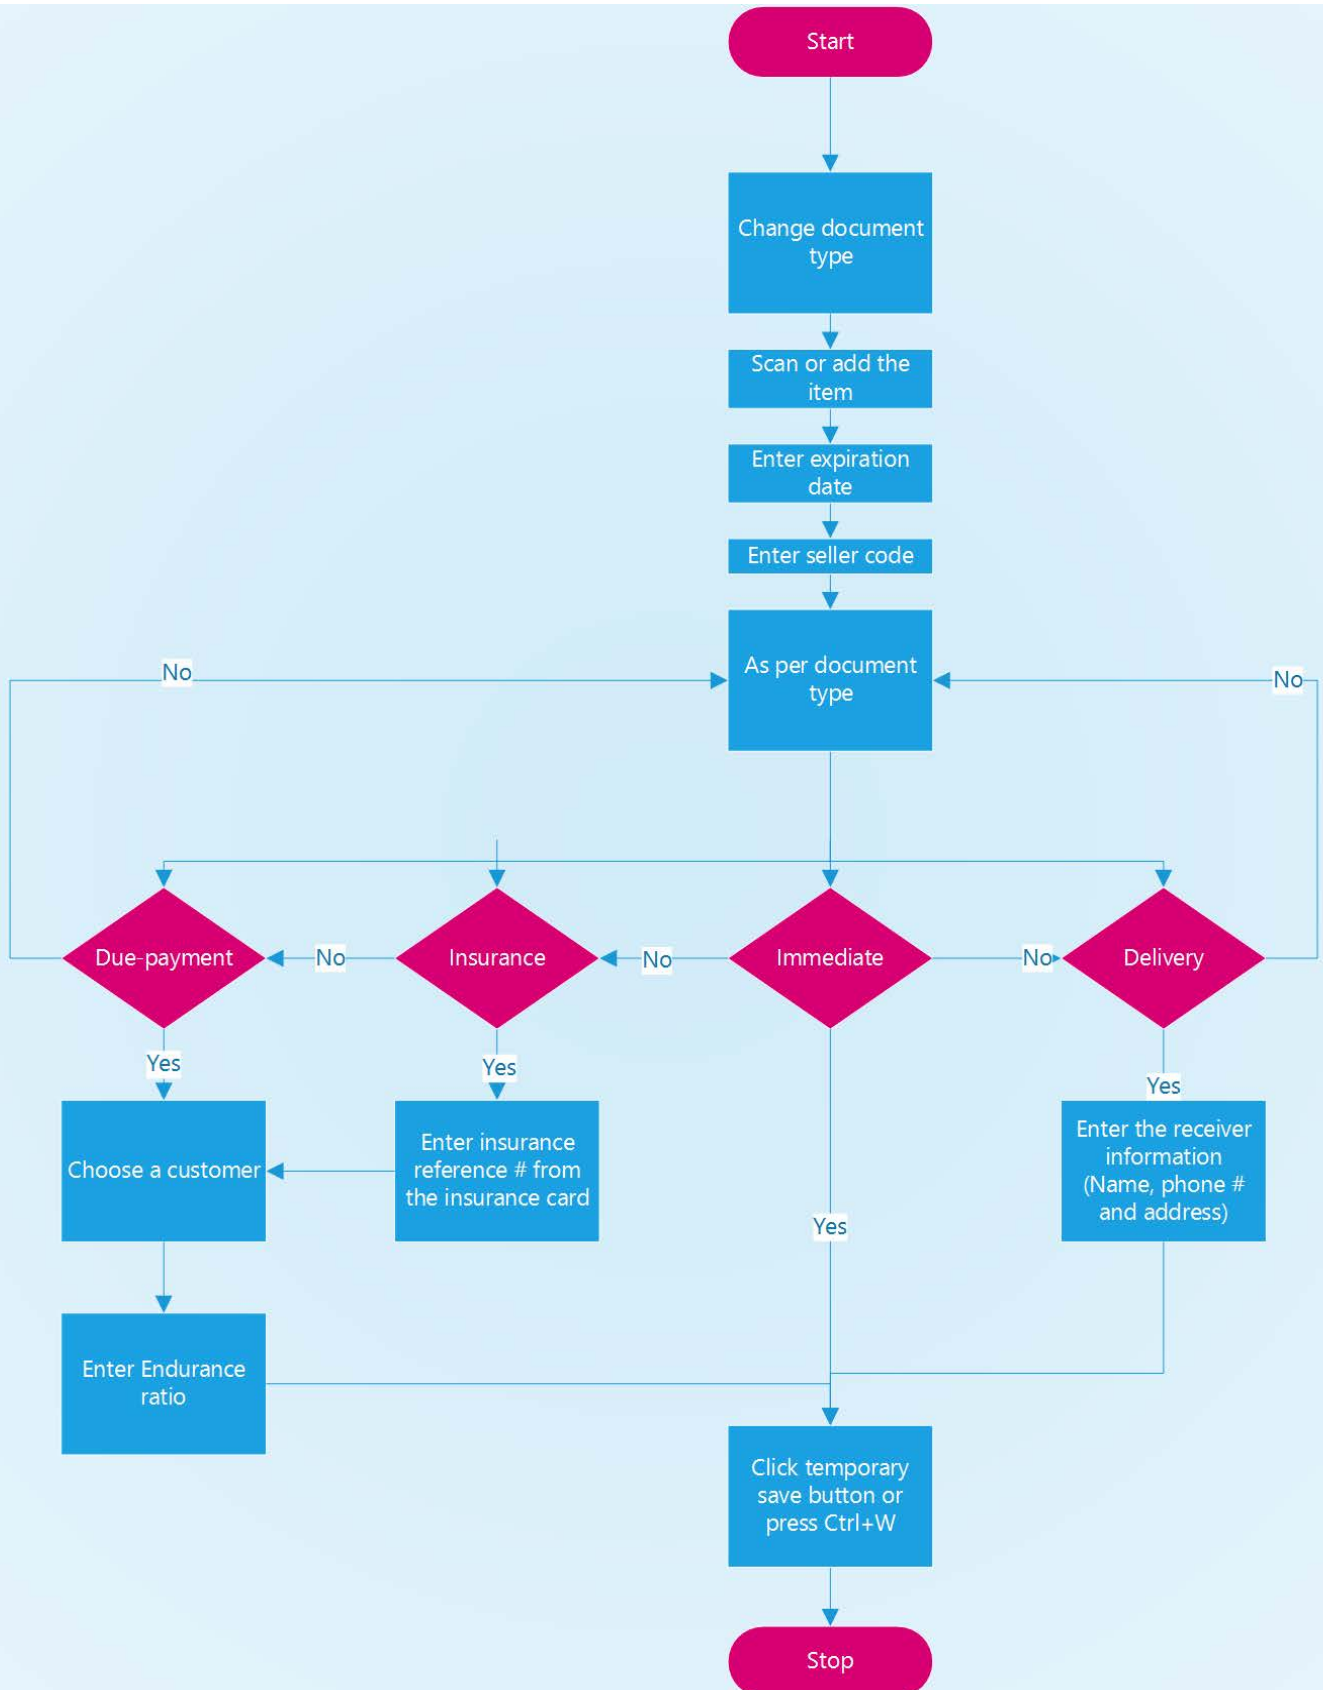 Start
Change document
type
Scan or add the
item
Enter expiration
date
Enter seller code
As per document
type
No
No
Due-payment
No
Insurance
No
Immediate
No
Delivery
Yes
Yes
Yes
Yes
Choose a customer
Enter insurance
reference # from
the insurance card
Enter the receiver
information
(Name, phone #
and address)
Enter Endurance
ratio
Click temporary
save button or
press Ctrl+W
Stop